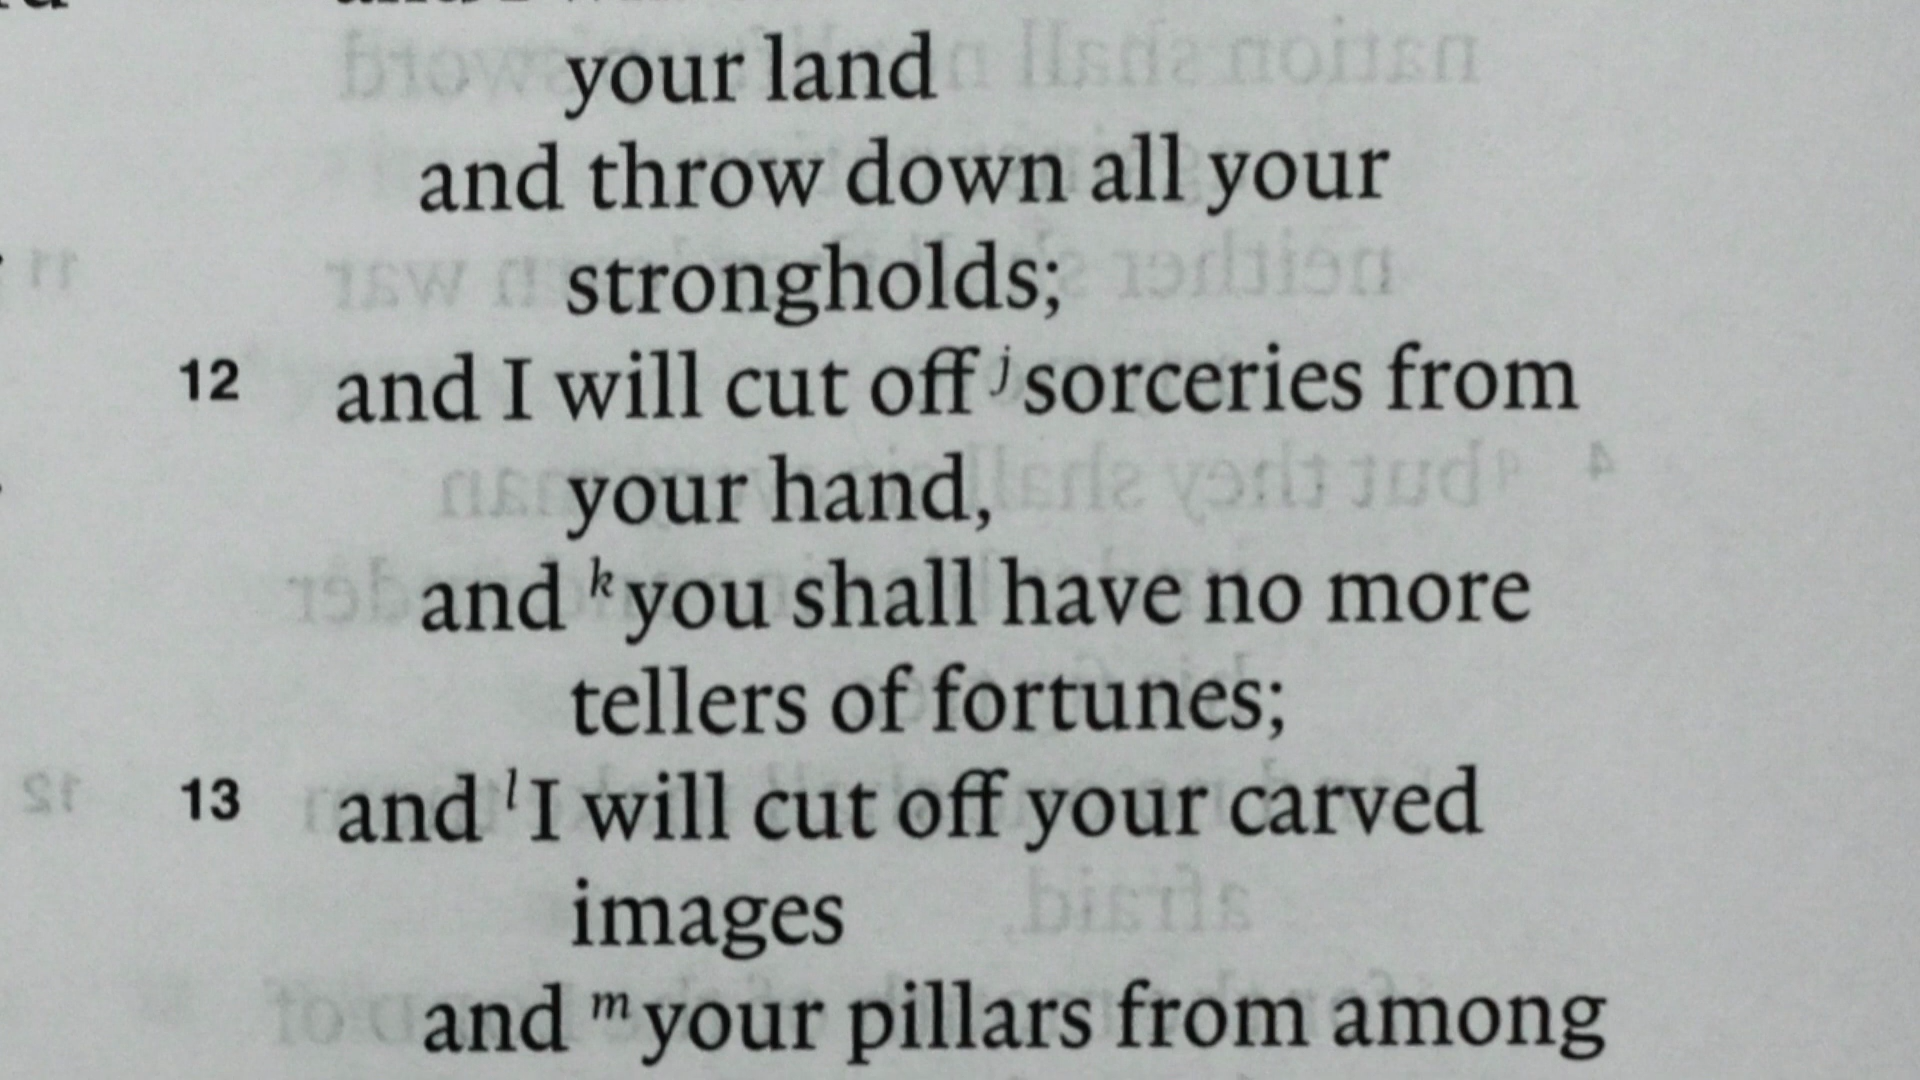 your land
and throw down all your
strongholds;
12 and I will cut off j sorceries from
your hand,
and k you shall have no more
tellers of fortunes;
13 and l I will cut off your carved
images
and m your pillars from among